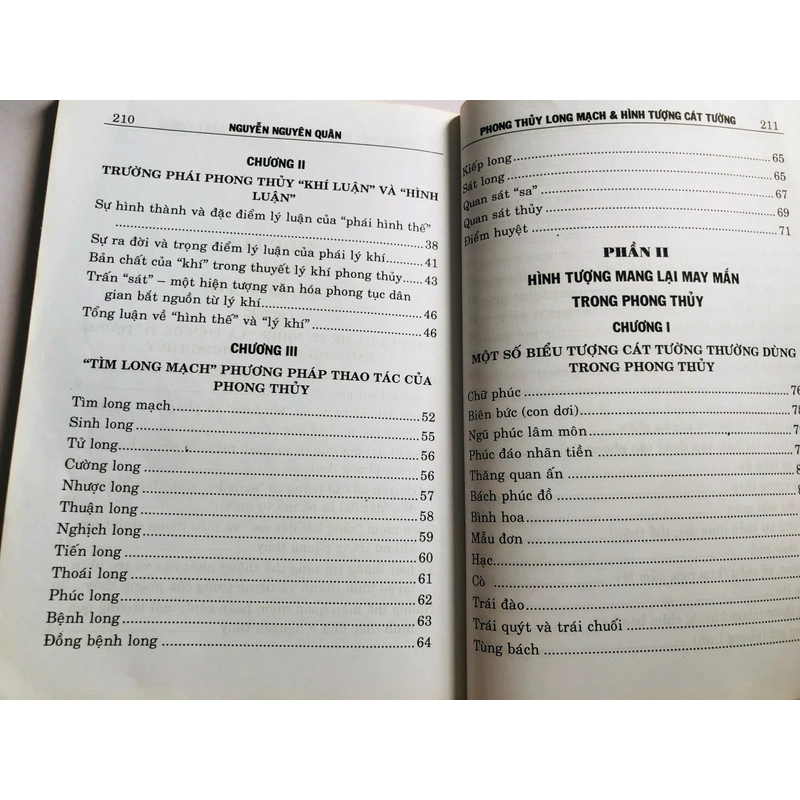 210
NGUYỄN NGUYÊN QUÂN
CHƯƠNG II
TRƯỜNG PHÁI PHONG THỦY “KHÍ LUẬN” VÀ “HÌNH
LUẬN”
Sự hình thành và đặc điểm lý luận của “phái hình thế”
38
Sự ra đời và trọng điểm lý luận của phái lý khí 41
Bản chất của “khí” trong thuyết lý khí phong thủy 43
Trấn “sát” – một hiện tượng văn hóa phong tục dân
gian bắt nguồn từ lý khí 46
Tổng luận về “hình thế” và “lý khí” 46
CHƯƠNG III
“TÌM LONG MẠCH” PHƯƠNG PHÁP THAO TÁC CỦA
PHONG THỦY
Tìm long mạch 52
Sinh long 55
Tử long 56
Cường long 56
Nhược long 57
Thuận long 58
Nghịch long 59
Tiến long 60
Thoái long 61
Phúc long 62
Bệnh long 63
Đồng bệnh long 64
PHONG THỦY LONG MẠCH & HÌNH TƯỢNG CÁT TƯỜNG 211
Kiếp long 65
Sát long 65
Quan sát “sa” 67
Quan sát thủy 69
Điểm huyệt 71
PHẦN II
HÌNH TƯỢNG MANG LẠI MAY MẮN
TRONG PHONG THỦY
CHƯƠNG I
MỘT SỐ BIỂU TƯỢNG CÁT TƯỜNG THƯỜNG DÙNG
TRONG PHONG THỦY
Chữ phúc 76
Biên bức (con dơi) 78
Ngũ phúc lâm môn
Phúc đáo nhãn tiền
Thăng quan ấn
Bách phúc đồ
Bình hoa
Mẫu đơn
Hạc
Cò
Trái đào
Trái quýt và trái chuối
Tùng bách